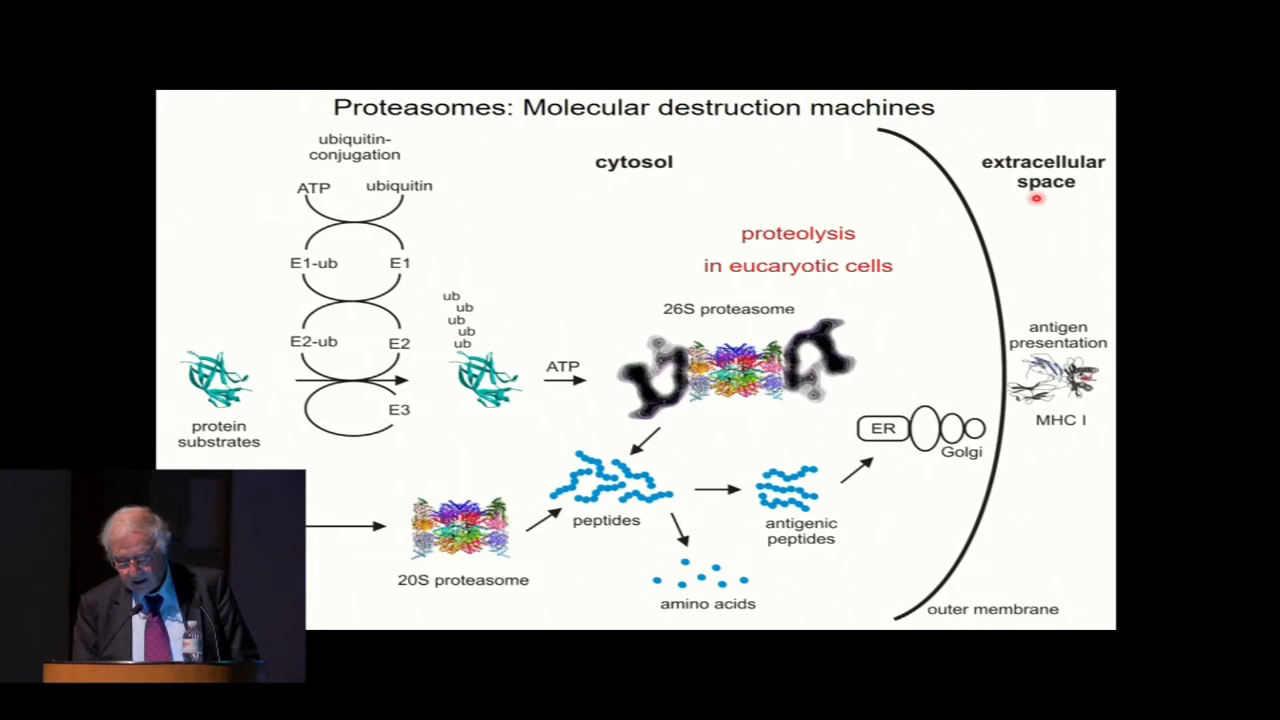 Proteasomes: Molecular destruction machines
ubiquitin-
conjugation
cytosol
extracellular
space
ATP
ubiquitin
proteolysis
in eucaryotic cells
E1-ub
E1
ub
ub
ub
ub
ub
26S proteasome
E2-ub
E2
antigen
presentation
ATP
E3
MHC I
protein
substrates
ER
Golgi
peptides
antigenic
peptides
20S proteasome
amino acids
outer membrane